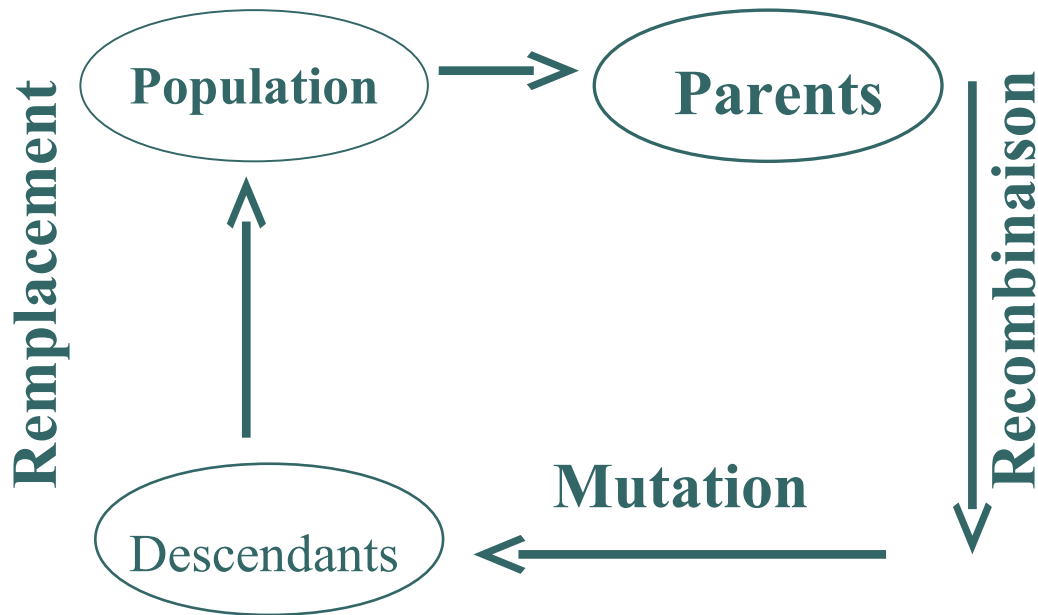 Population
Parents
Remplacement
Recombinaison
Mutation
Descendants